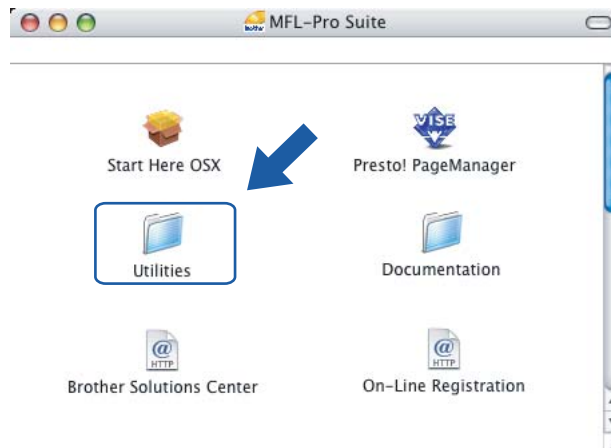 MFL-Pro Suite
Start Here OSX
Presto! PageManager
VISE
Utilities
Documentation
@
HTTP
@
HTTP
Brother Solutions Center
On-Line Registration